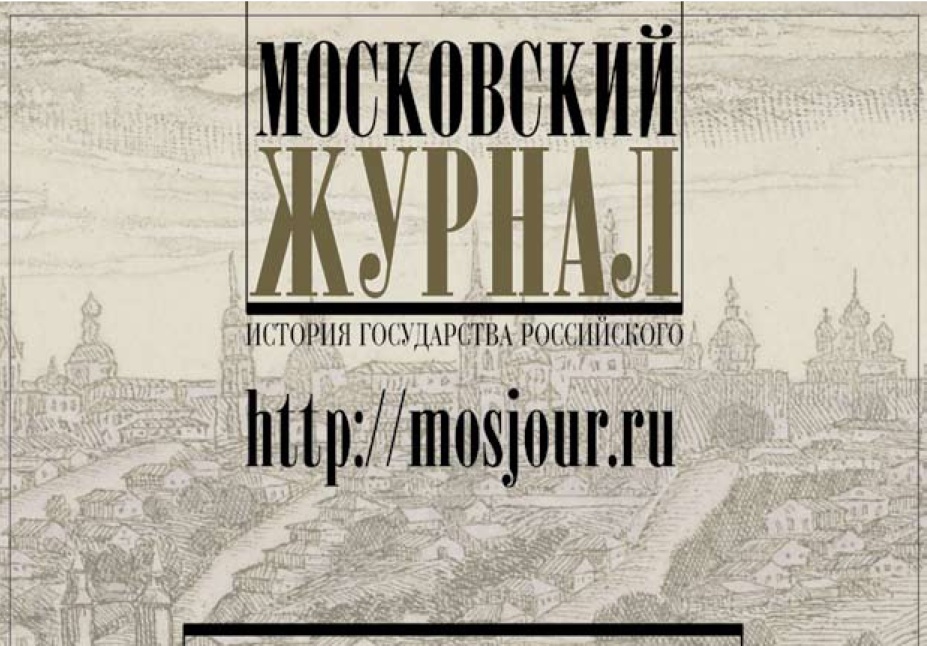 МОСКОВСКИЙ
ЖУРНАЛ
ИСТОРИЯ ГОСУДАРСТВА РОССИЙСКОГО
http://mosjour.ru